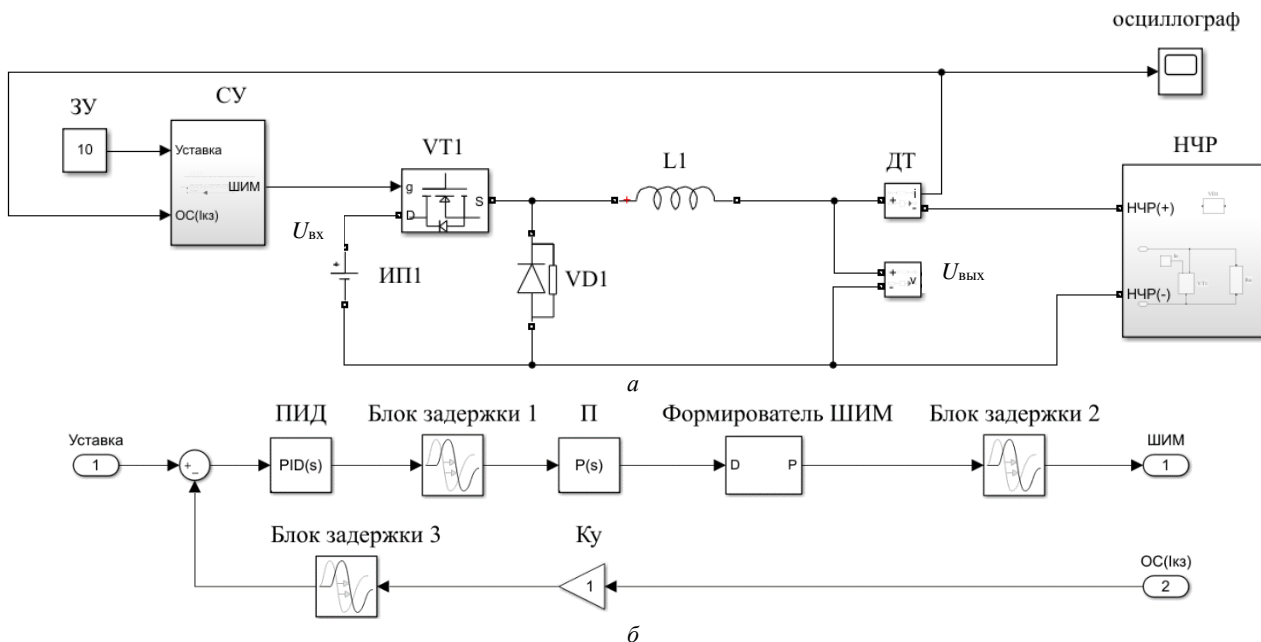 осциллограф
ЗУ
СУ
10
Уставка
ШИМ
ОС(Iкз)
VT1
g
D
S
L1
ДТ
+
i
-
НЧР
НЧР(+)
НЧР(-)
Uвх
+
ИП1
VD1
+
-
v
Uвых
а
ПИД
Блок задержки 1
П
Формирователь ШИМ
Блок задержки 2
Уставка
1
+
-
PID(s)
P(s)
D
P
ШИМ
1
Блок задержки 3
Ку
1
ОС(Iкз)
2
б